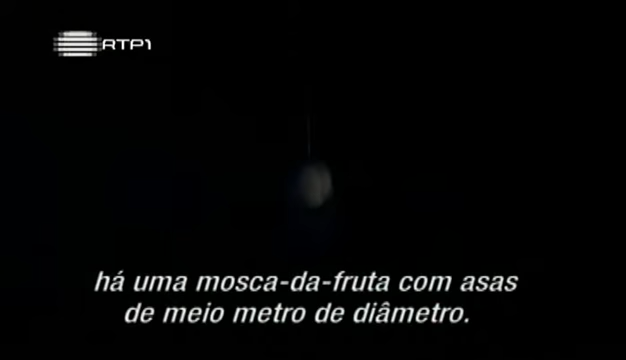 RTP1
há uma mosca-da-fruta com asas
de meio metro de diâmetro.